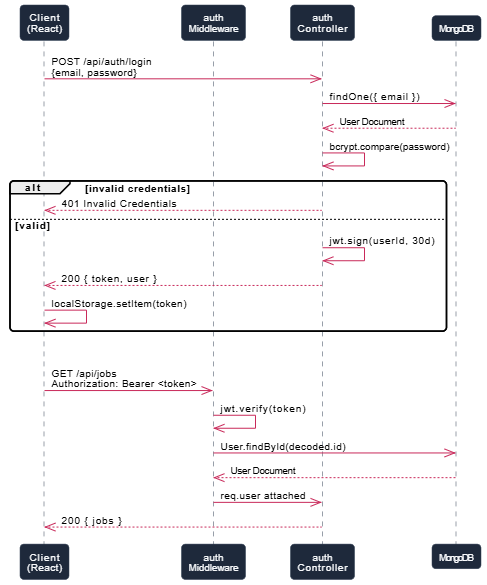 Client
(React)
auth
Middleware
auth
Controller
MongoDB
POST /api/auth/login
{email, password}
findOne({ email })
User Document
bcrypt.compare(password)
alt [invalid credentials]
401 Invalid Credentials
[valid]
jwt.sign(userId, 30d)
200 { token, user }
localStorage.setItem(token)
GET /api/jobs
Authorization: Bearer <token>
jwt.verify(token)
User.findById(decoded.id)
User Document
req.user attached
200 { jobs }
Client
(React)
auth
Middleware
auth
Controller
MongoDB